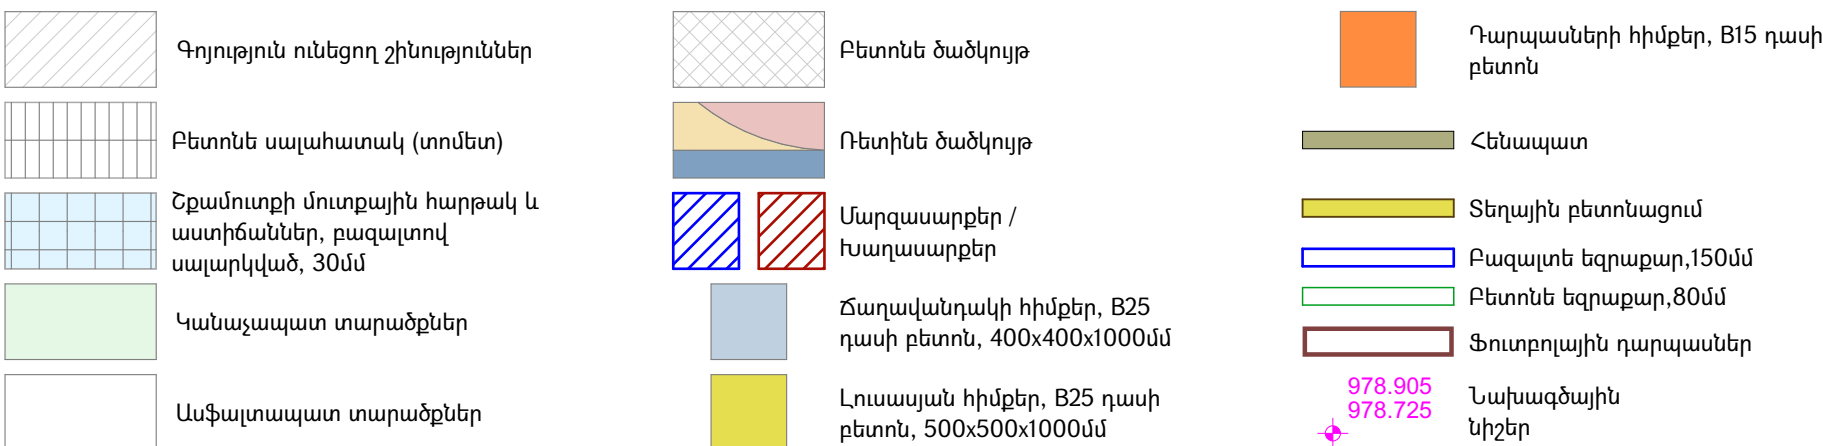 Գոյություն ունեցող շինություններ
Բետոնե սալահատակ (տոմետ)
Շքամուտքի մուտքային հարթակ և
աստիճաններ, բազալտով
սալարկված, 30մմ
Կանաչապատ տարածքներ
Ասֆալտապատ տարածքներ
Բետոնե ծածկույթ
Ռետինե ծածկույթ
Մարզասարքեր /
Խաղասարքեր
Ճաղավանդակի հիմքեր, B25
դասի բետոն, 400x400x1000մմ
Լուսասյան հիմքեր, B25 դասի
բետոն, 500x500x1000մմ
Դարպասների հիմքեր, B15 դասի
բետոն
Հենապատ
Տեղային բետոնացում
Բազալտե եզրաքար,150մմ
Բետոնե եզրաքար,80մմ
Ֆուտբոլային դարպասներ
978.905
978.725
Նախագծային
նիշեր